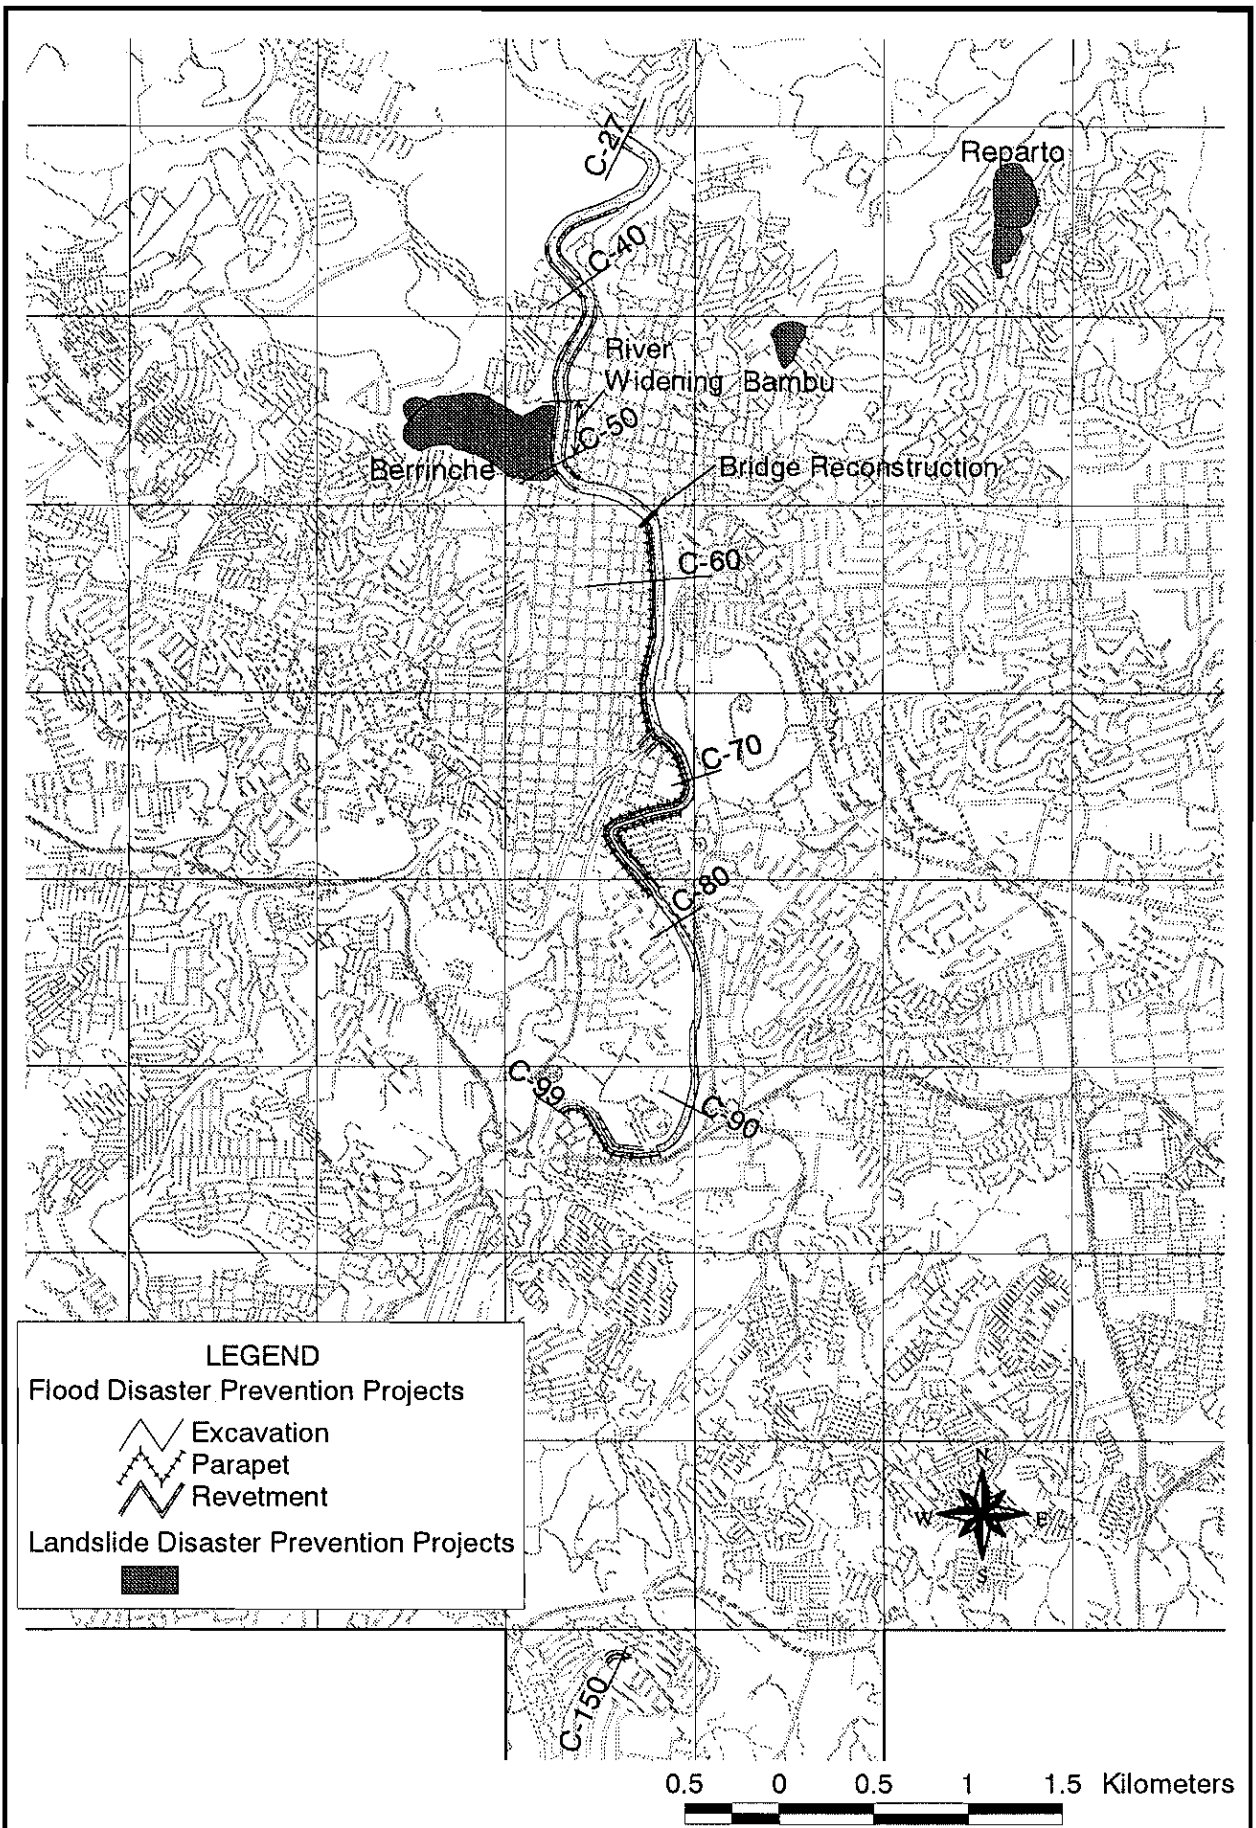 C-27
Reparto
C-40
River
Widening
Bambu
C-50
Berrinche
Bridge Reconstruction
C-60
C-70
C-80
C-99
C-90
LEGEND
Flood Disaster Prevention Projects
Excavation
Parapet
Revetment
Landslide Disaster Prevention Projects
N
W
E
S
C-150
0.5 0 0.5 1 1.5 Kilometers